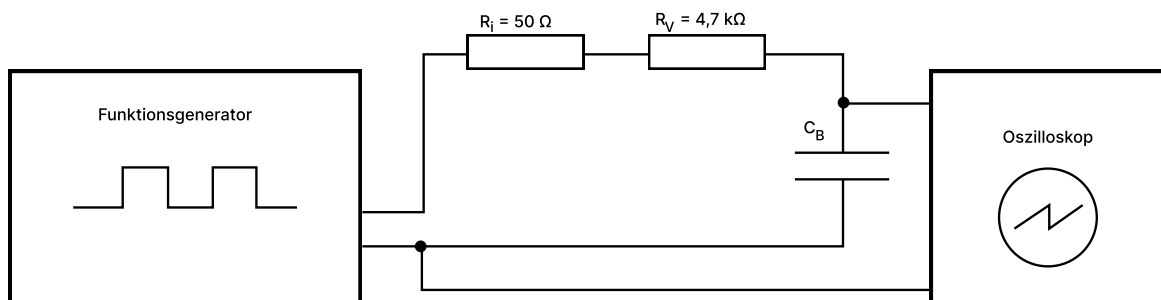 Rᵢ = 50 Ω
R_V = 4,7 kΩ
Funktionsgenerator
C_B
Oszilloskop